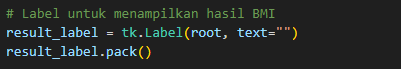 # Label untuk menampilkan hasil BMI
result_label = tk.Label(root, text="")
result_label.pack()